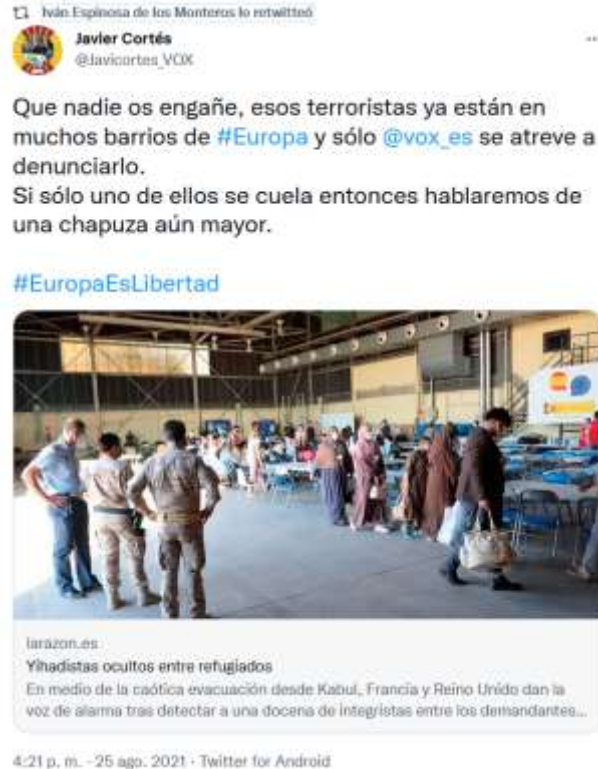 Iván Espinosa de los Monteros lo retwitteó
Javier Cortés
@Javicortes_VOX
Que nadie os engañe, esos terroristas ya están en
muchos barrios de #Europa y sólo @vox_es se atreve a
denunciarlo.
Si sólo uno de ellos se cuela entonces hablaremos de
una chapuza aún mayor.
#EuropaEsLibertad
larazon.es
Yihadistas ocultos entre refugiados
En medio de la caótica evacuación desde Kabul, Francia y Reino Unido dan la
voz de alarma tras detectar a una docena de integristas entre los demandantes...
4:21 p. m. · 25 ago. 2021 · Twitter for Android